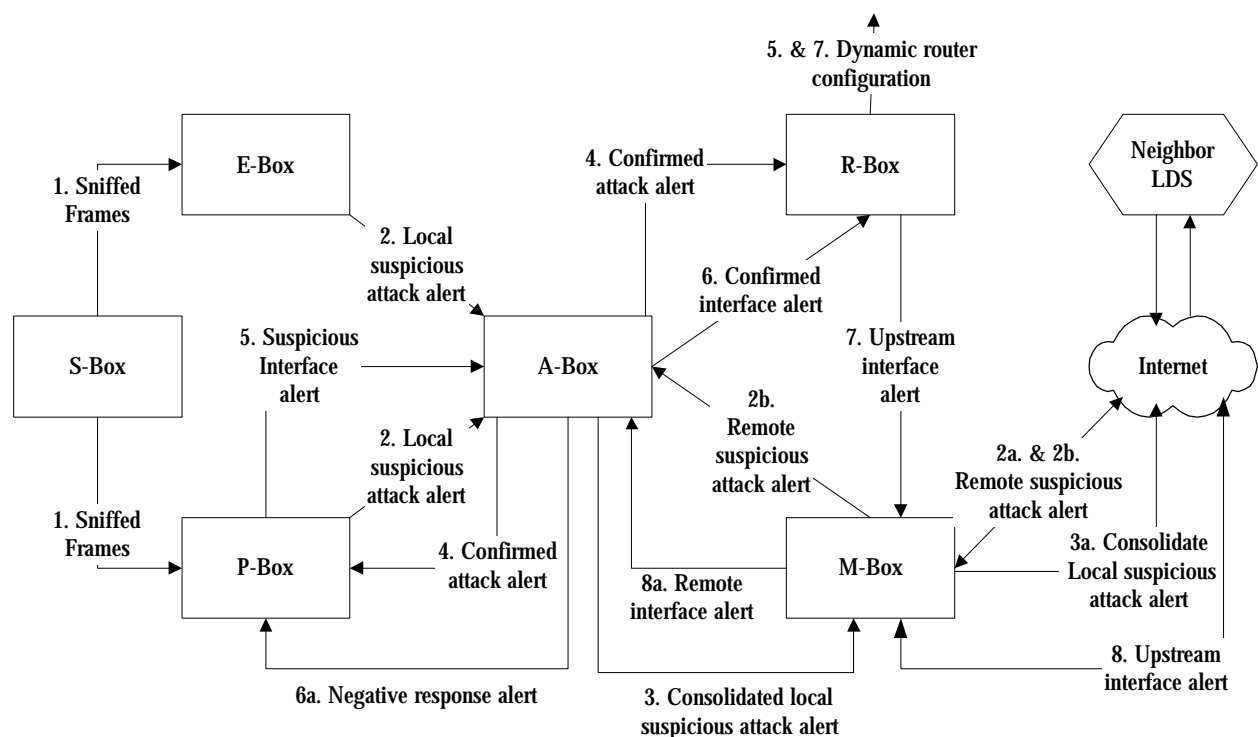 5. & 7. Dynamic router
configuration
E-Box
R-Box
Neighbor
LDS
1. Sniffed
Frames
4. Confirmed
attack alert
2. Local
suspicious
attack alert
6. Confirmed
interface alert
S-Box
5. Suspicious
Interface
alert
A-Box
7. Upstream
interface
alert
Internet
2. Local
suspicious
attack alert
2b.
Remote
suspicious
attack alert
2a. & 2b.
Remote suspicious
attack alert
1. Sniffed
Frames
P-Box
4. Confirmed
attack alert
M-Box
3a. Consolidate
Local suspicious
attack alert
8a. Remote
interface alert
8. Upstream
interface alert
6a. Negative response alert
3. Consolidated local
suspicious attack alert